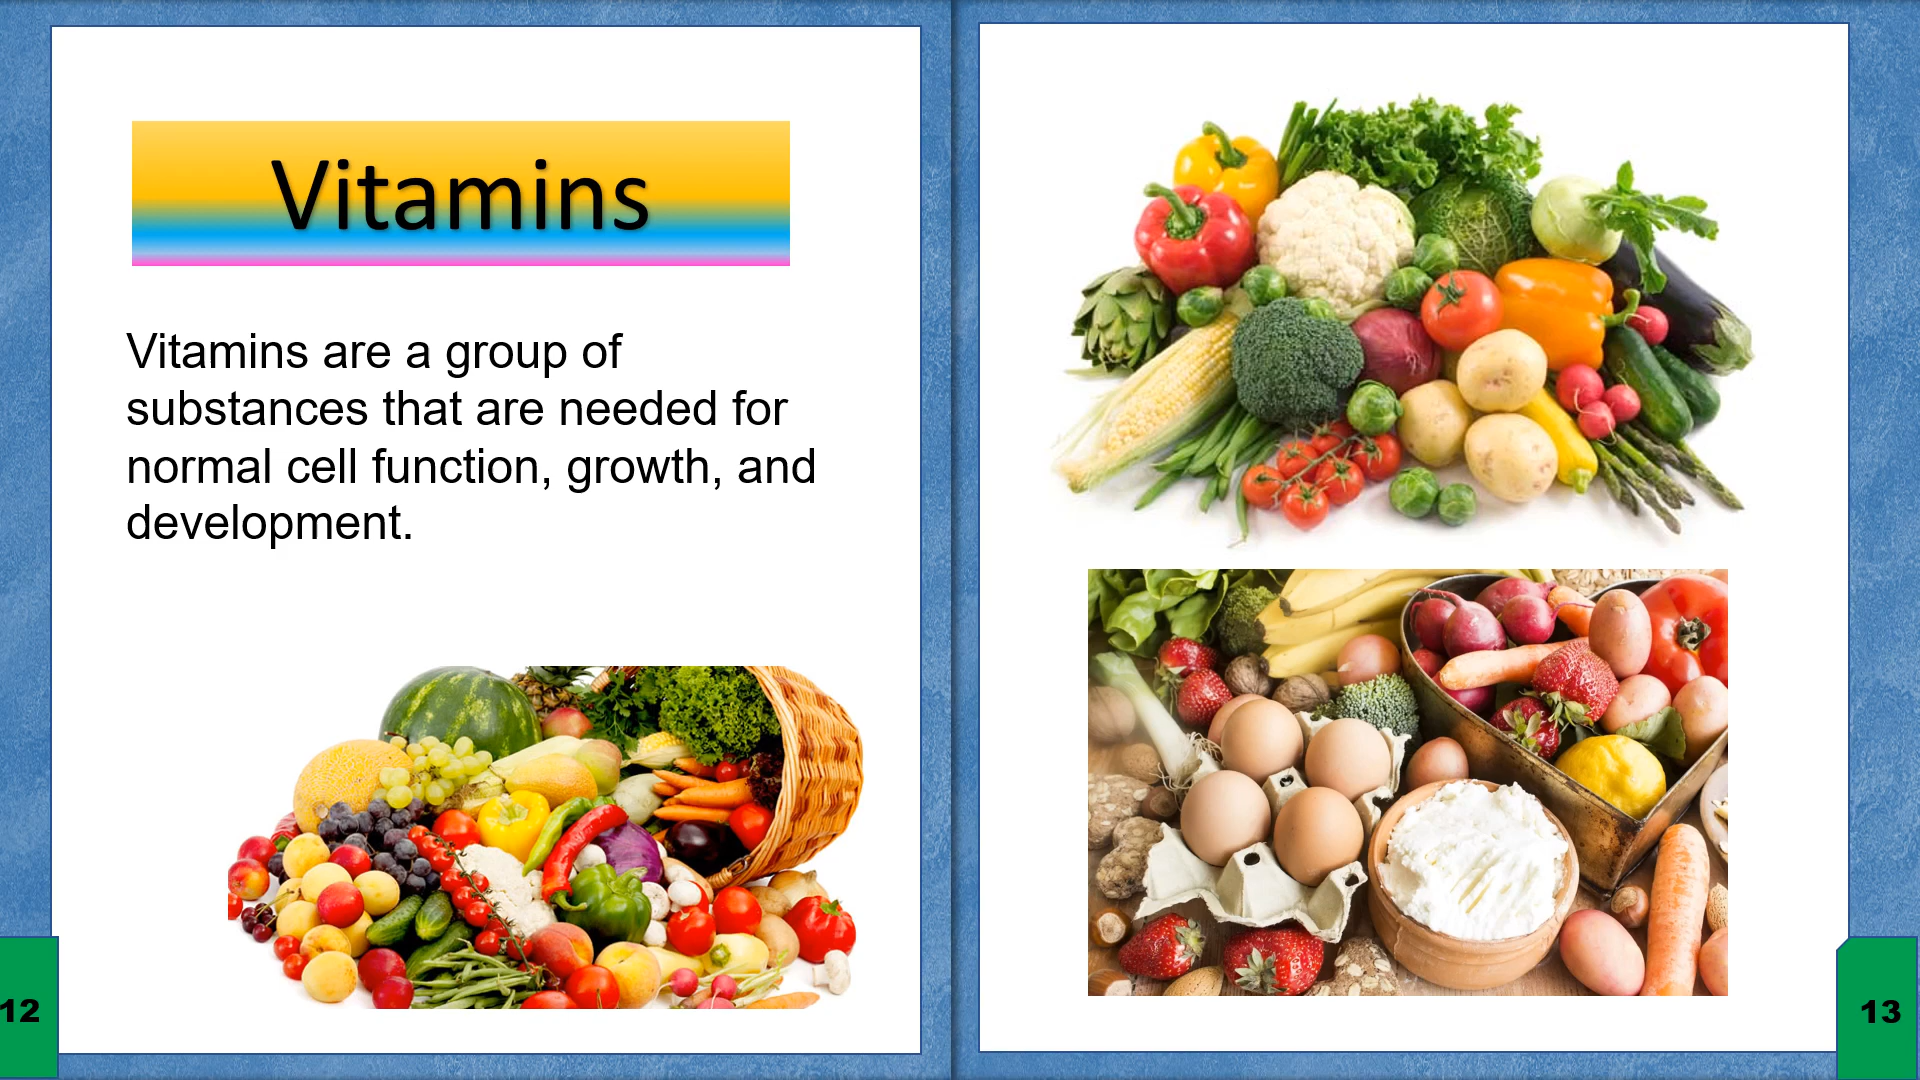 Vitamins
Vitamins are a group of
substances that are needed for
normal cell function, growth, and
development.
12
13